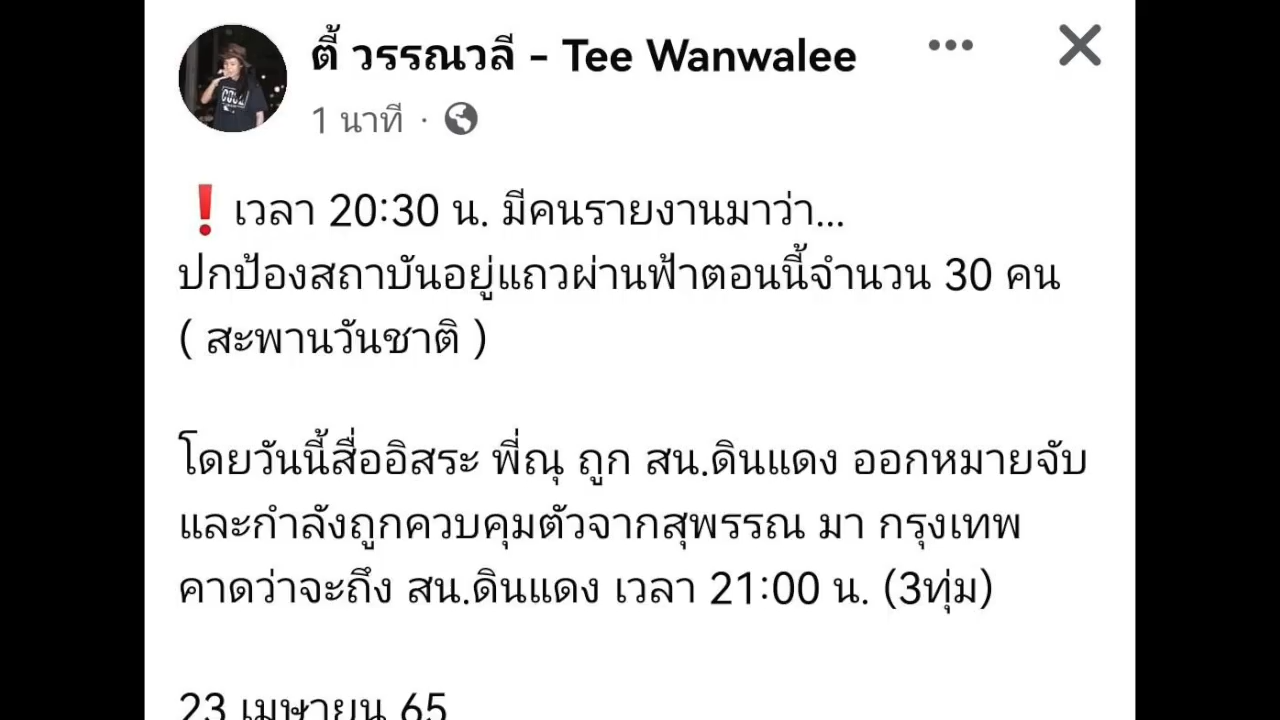 ตี้ วรรณวลี - Tee Wanwalee
1 นาที ·
❗เวลา 20:30 น. มีคนรายงานมาว่า...
ปกป้องสถาบันอยู่แถวผ่านฟ้าตอนนี้จำนวน 30 คน
( สะพานวันชาติ )
โดยวันนี้สื่ออิสระ พี่ณุ ถูก สน.ดินแดง ออกหมายจับ
และกำลังถูกควบคุมตัวจากสุพรรณ มา กรุงเทพ
คาดว่าจะถึง สน.ดินแดง เวลา 21:00 น. (3ทุ่ม)
23 เมษายน 65